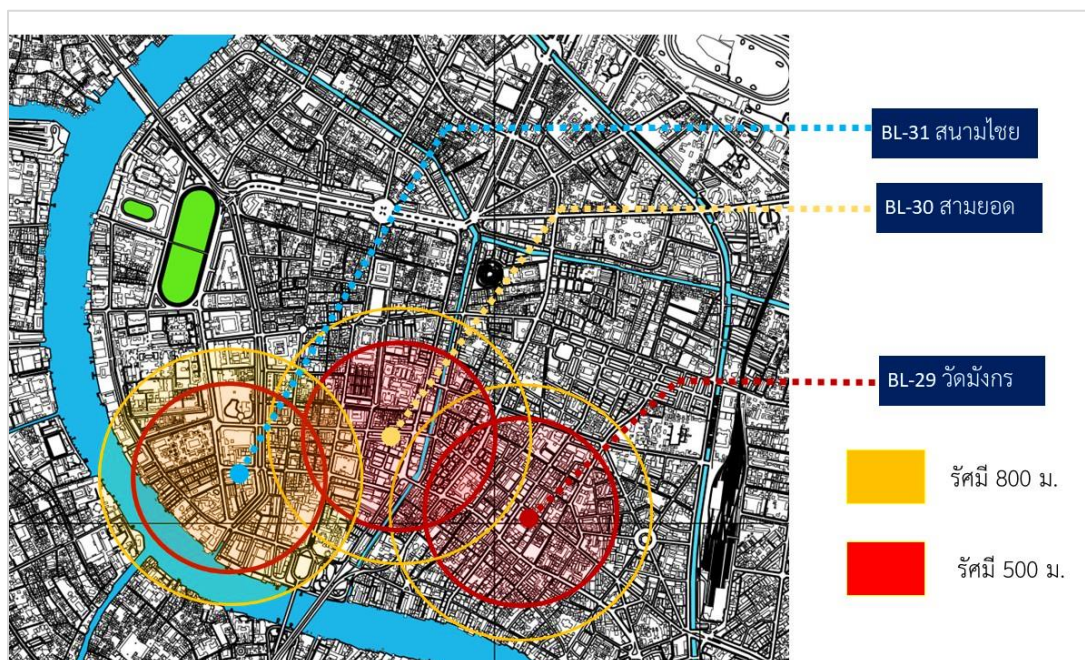 BL-31 สนามไชย
BL-30 สามยอด
BL-29 วัดมังกร
รัศมี 800 ม.
รัศมี 500 ม.